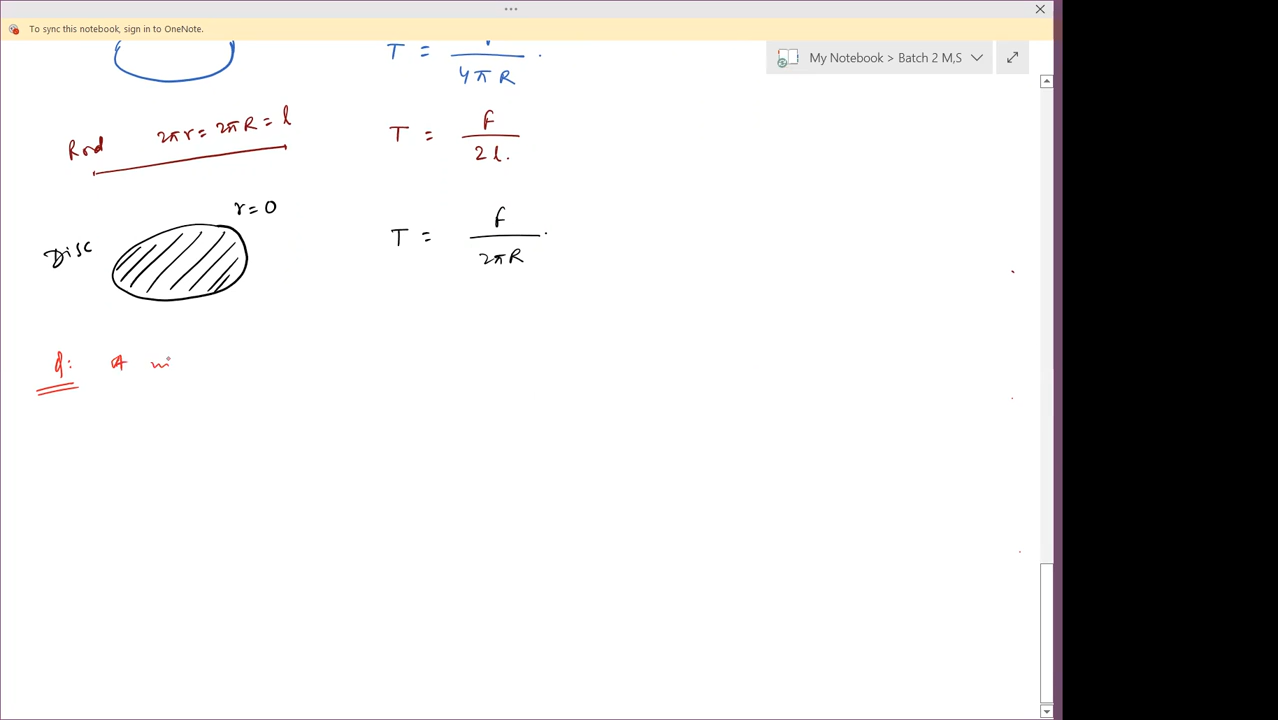 To sync this notebook, sign in to OneNote.
My Notebook > Batch 2 M,S
T = 
4πR
Rod 2πr = 2πR = l
T = F / 2l.
r = 0
Disc
T = F / 2πR.
Q: A